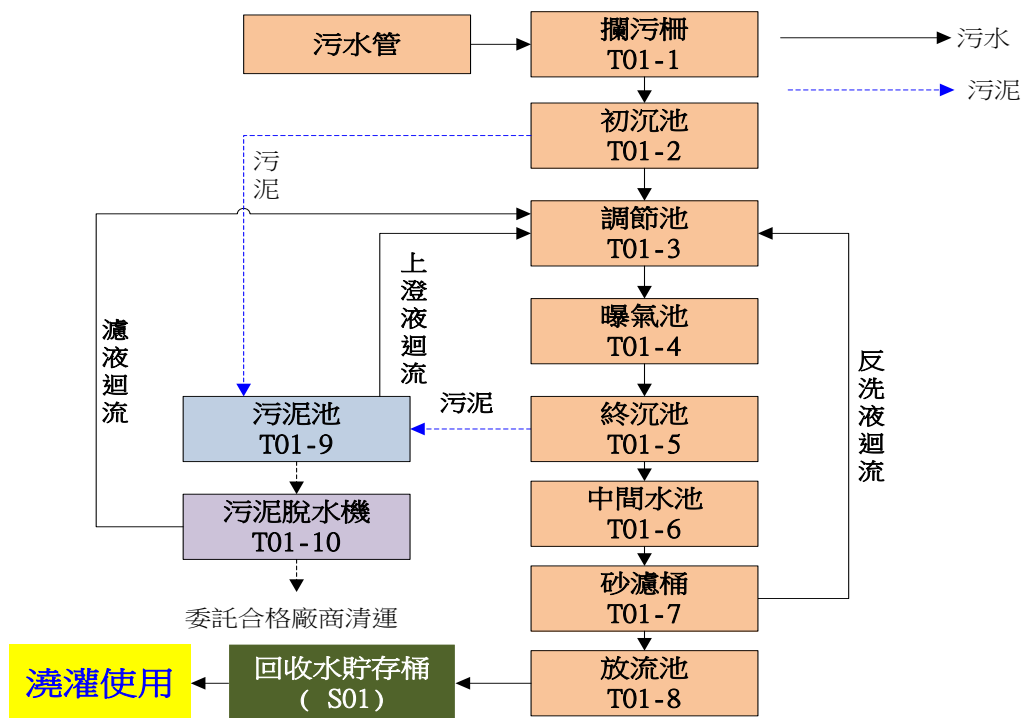 污水管
攔污柵
T01-1
污水
污泥
初沉池
T01-2
污泥
調節池
T01-3
上澄液迴流
濾液迴流
曝氣池
T01-4
反洗液迴流
污泥池
T01-9
污泥
終沉池
T01-5
污泥脫水機
T01-10
中間水池
T01-6
委託合格廠商清運
砂濾桶
T01-7
澆灌使用
回收水貯存桶
( S01)
放流池
T01-8